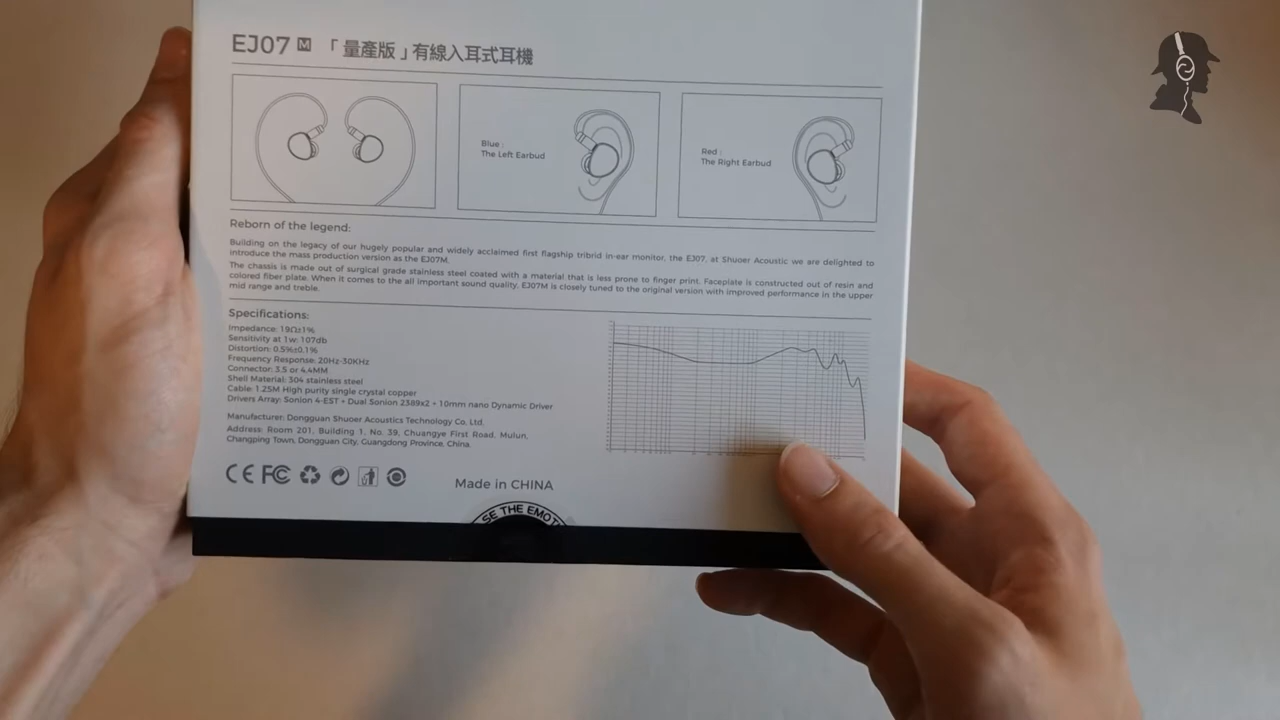 EJ07 M 「量產版」有線入耳式耳機
Blue :
The Left Earbud
Red :
The Right Earbud
Reborn of the legend:
Building on the legacy of our hugely popular and widely acclaimed first flagship tribrid in-ear monitor, the EJ07, at Shuoer Acoustic we are delighted to
introduce the mass production version as the EJ07M.
The chassis is made out of surgical grade stainless steel coated with a material that is less prone to finger print. Faceplate is constructed out of resin and
colored fiber plate. When it comes to the all important sound quality. EJ07M is closely tuned to the original version with improved performance in the upper
mid range and treble.
Specifications:
Impedance: 19Ω±1%
Sensitivity at 1w: 107db
Distortion: 0.5%±0.1%
Frequency Response: 20Hz-30KHz
Connector: 3.5 or 4.4MM
Shell Material: 304 stainless steel
Cable: 1.25M High purity single crystal copper
Drivers Array: Sonion 4-EST + Dual Sonion 2389x2 + 10mm nano Dynamic Driver
Manufacturer: Dongguan Shuoer Acoustics Technology Co. Ltd.
Address: Room 201, Building 1, No. 39, Chuangye First Road, Mulun,
Changping Town, Dongguan City, Guangdong Province, China.
CE FC
Made in CHINA
SE THE EMOT